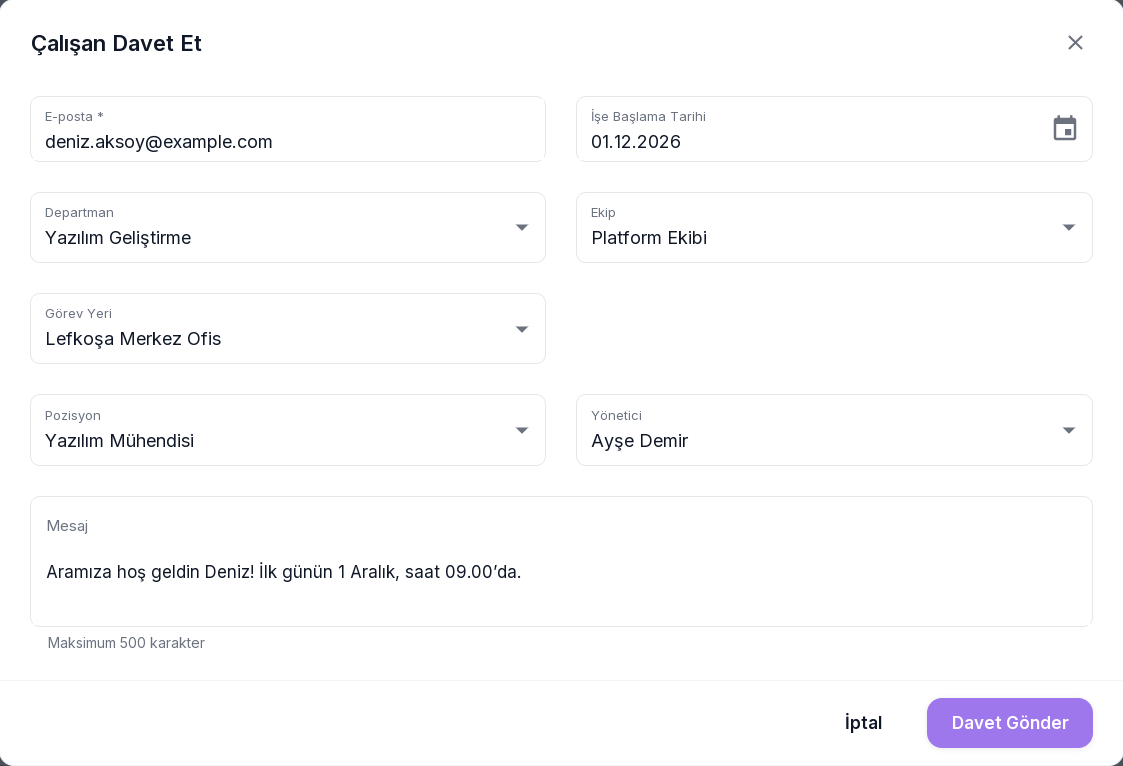 Çalışan Davet Et
E-posta *
deniz.aksoy@example.com
İşe Başlama Tarihi
01.12.2026
Departman
Yazılım Geliştirme
Ekip
Platform Ekibi
Görev Yeri
Lefkoşa Merkez Ofis
Pozisyon
Yazılım Mühendisi
Yönetici
Ayşe Demir
Mesaj
Aramıza hoş geldin Deniz! İlk günün 1 Aralık, saat 09.00’da.
Maksimum 500 karakter
İptal
Davet Gönder